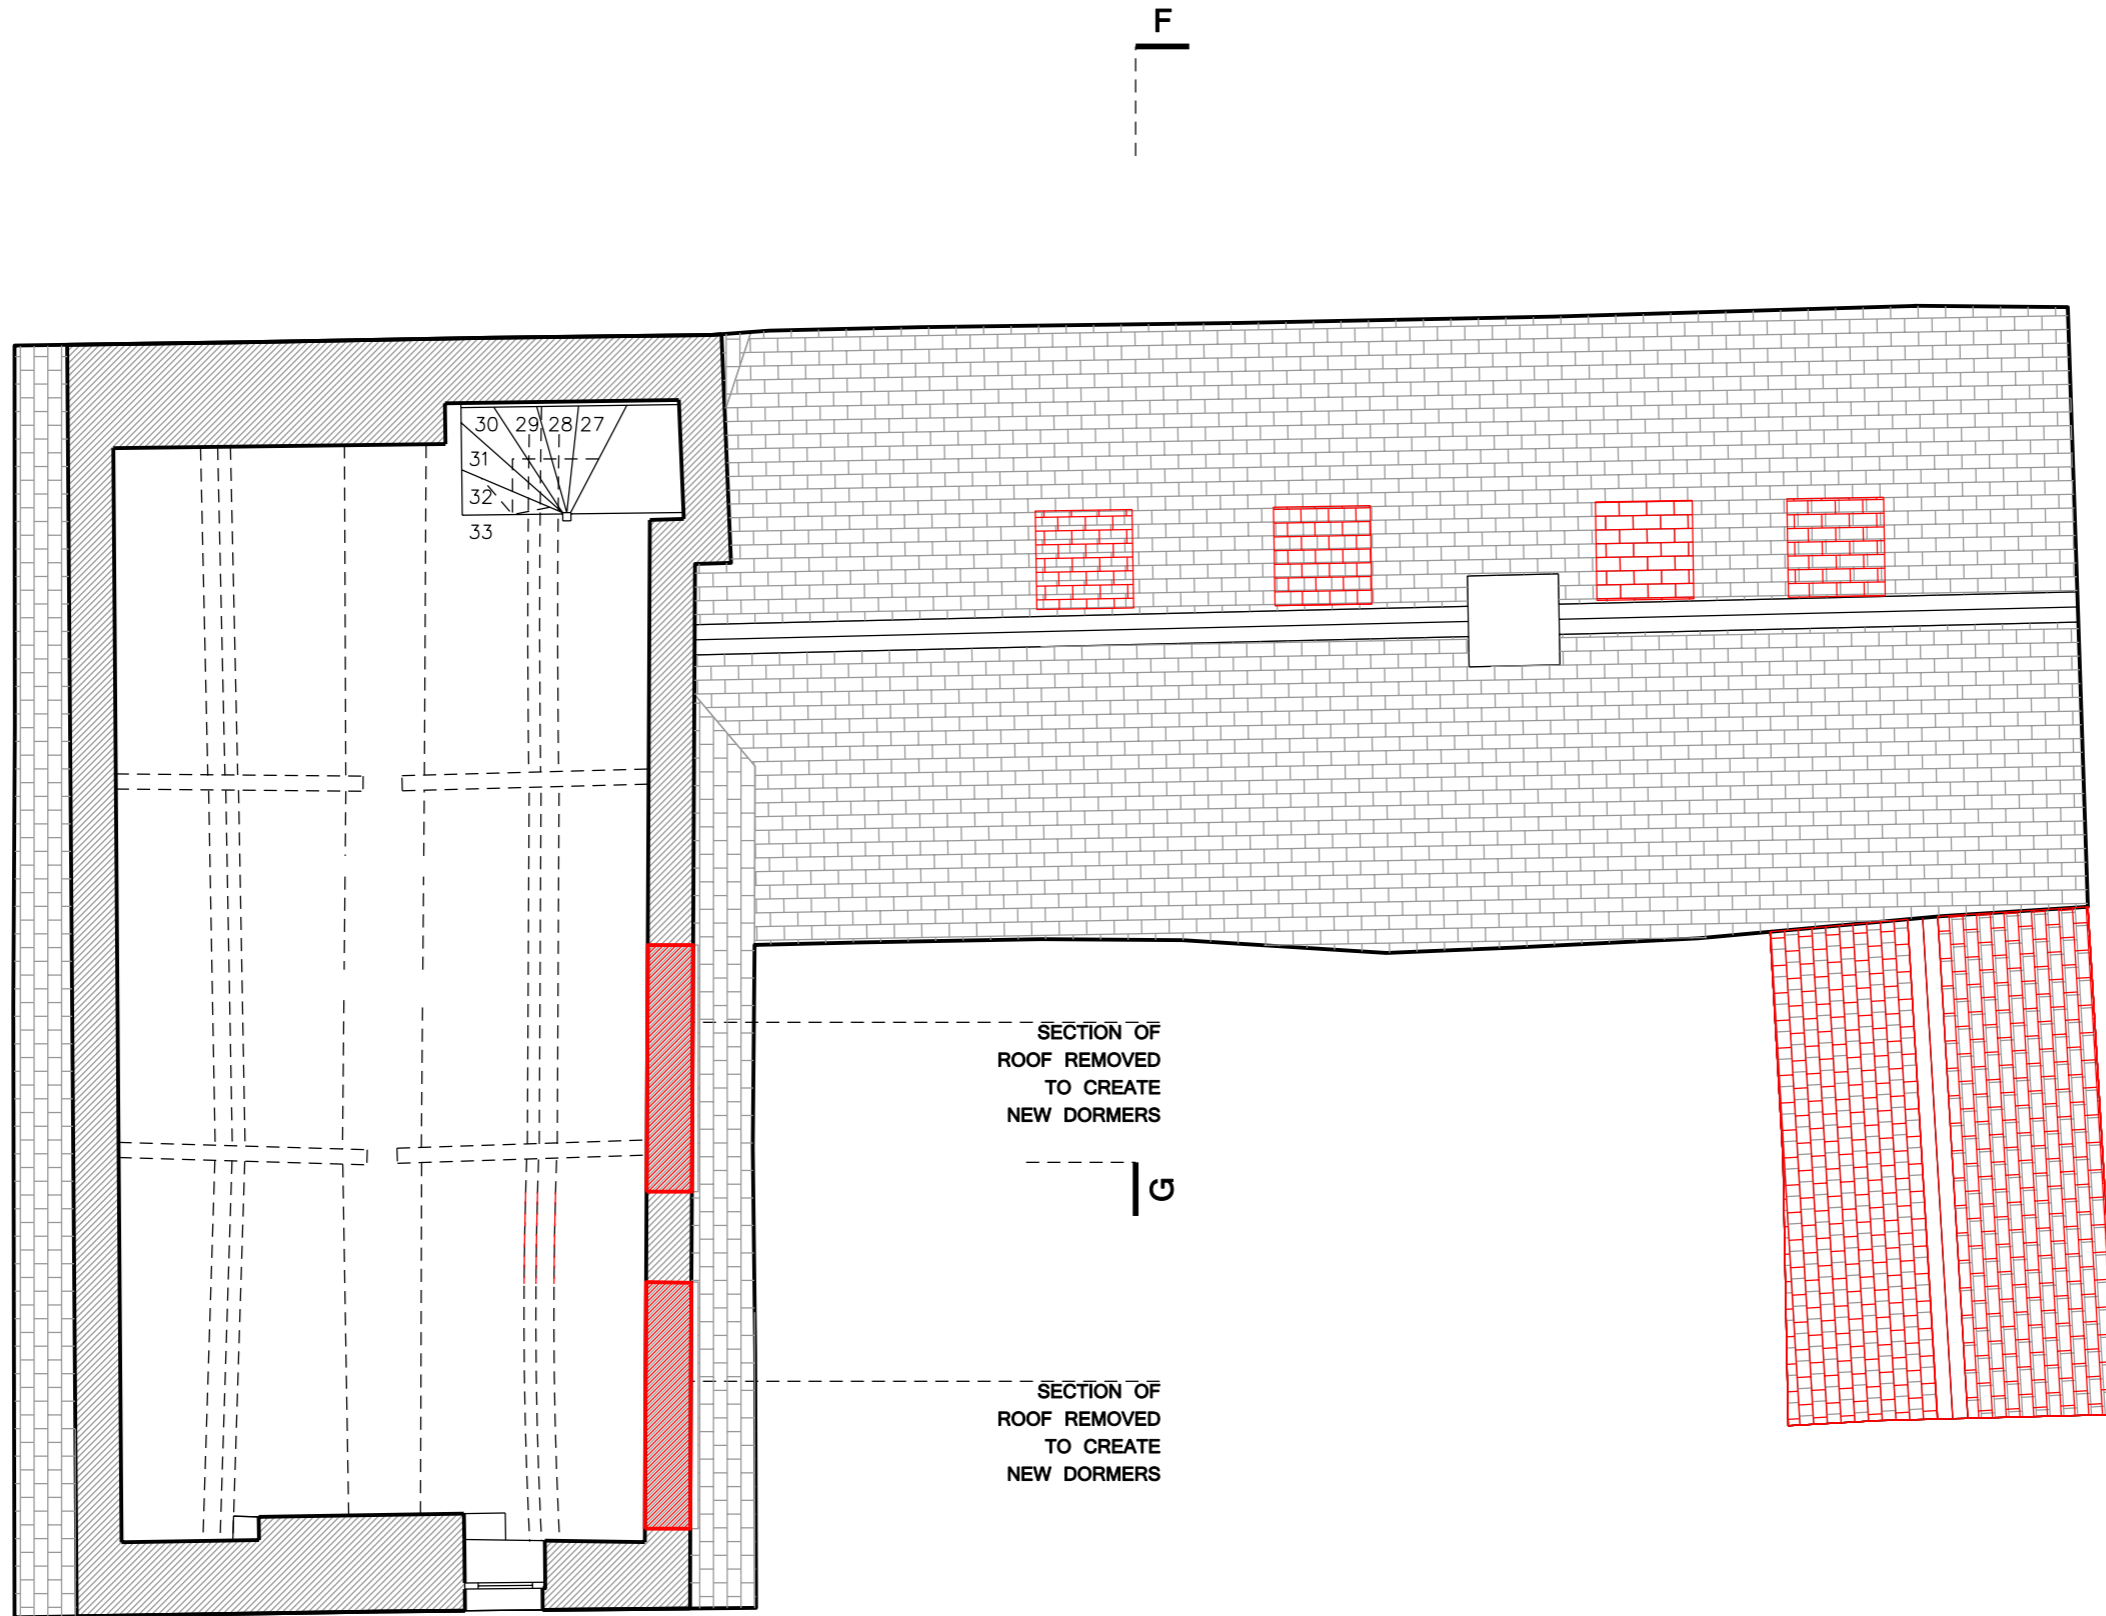 F
30 29 28 27
31
32
33
SECTION OF
ROOF REMOVED
TO CREATE
NEW DORMERS
G
SECTION OF
ROOF REMOVED
TO CREATE
NEW DORMERS